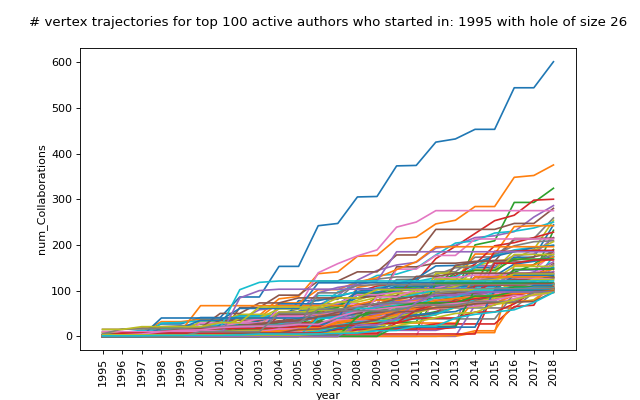 # vertex trajectories for top 100 active authors who started in: 1995 with hole of size 26
600
500
400
300
200
100
0
num_Collaborations
1995 1996 1997 1998 1999 2000 2001 2002 2003 2004 2005 2006 2007 2008 2009 2010 2011 2012 2013 2014 2015 2016 2017 2018
year